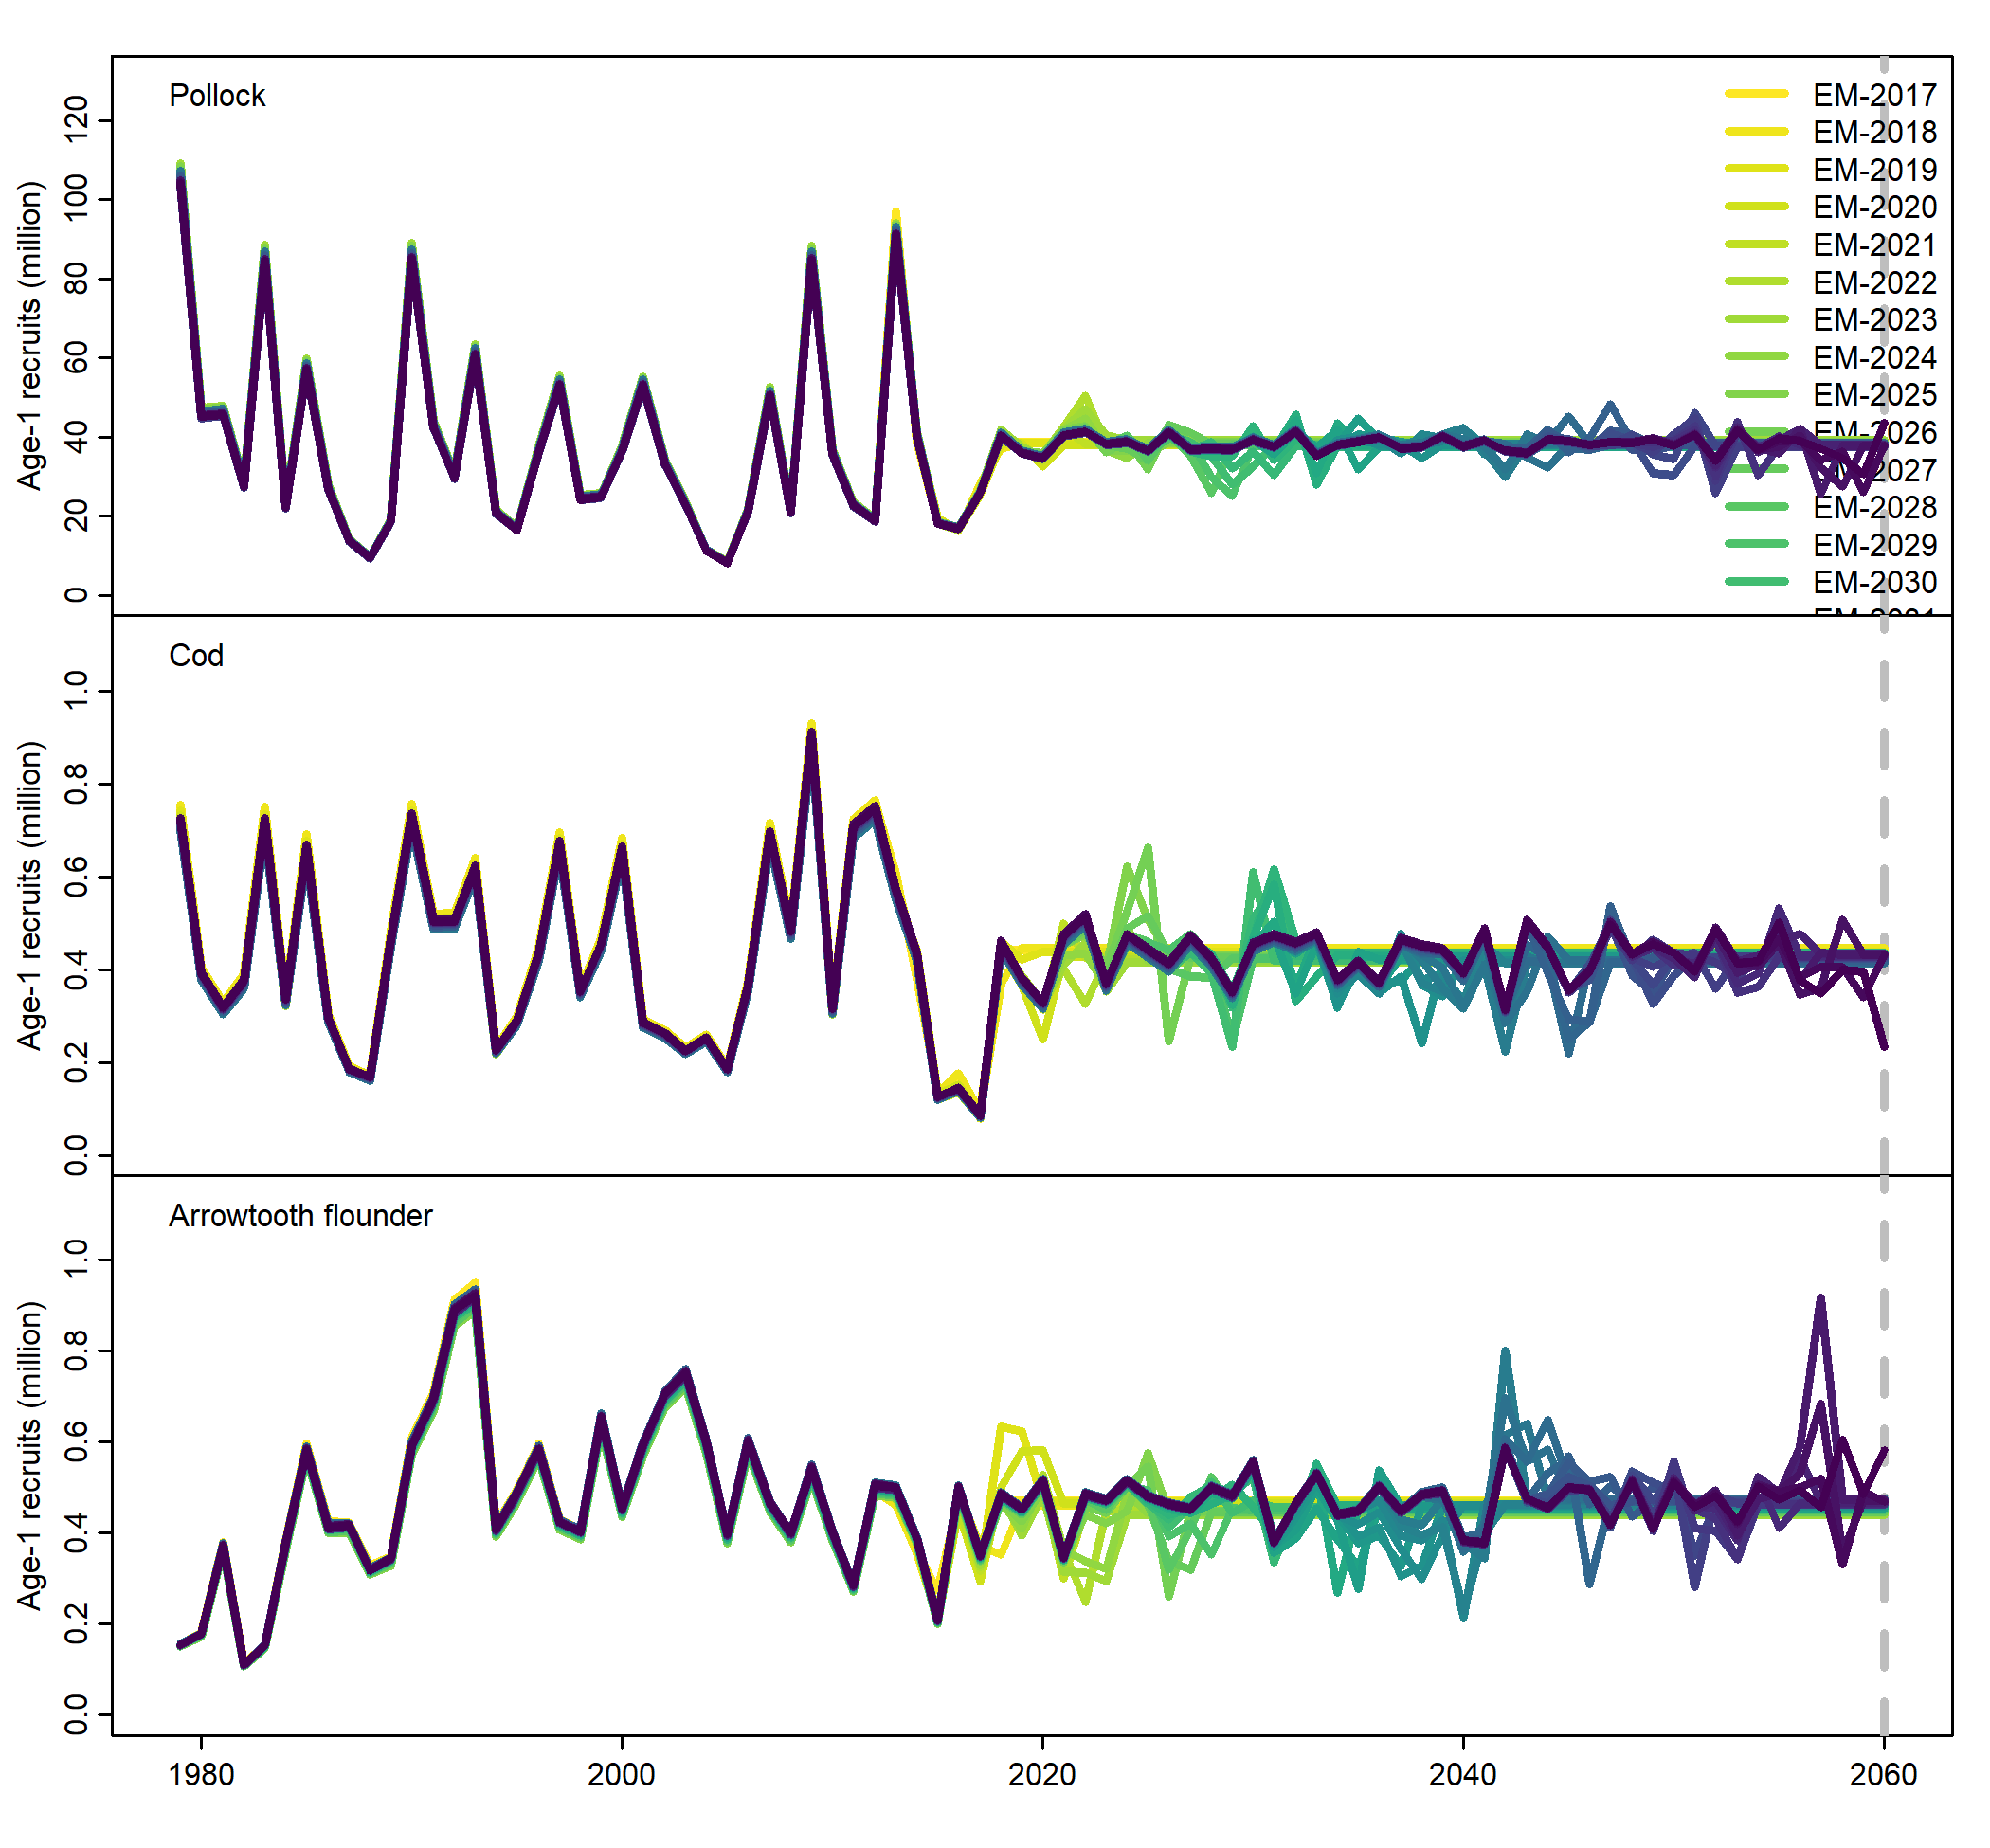 Pollock
EM-2017
EM-2018
EM-2019
EM-2020
EM-2021
EM-2022
EM-2023
EM-2024
EM-2025
EM-2026
EM-2027
EM-2028
EM-2029
EM-2030
Age-1 recruits (million)
0 20 40 60 80 100 120
Cod
Age-1 recruits (million)
0.0 0.2 0.4 0.6 0.8 1.0
Arrowtooth flounder
Age-1 recruits (million)
0.0 0.2 0.4 0.6 0.8 1.0
1980 2000 2020 2040 2060